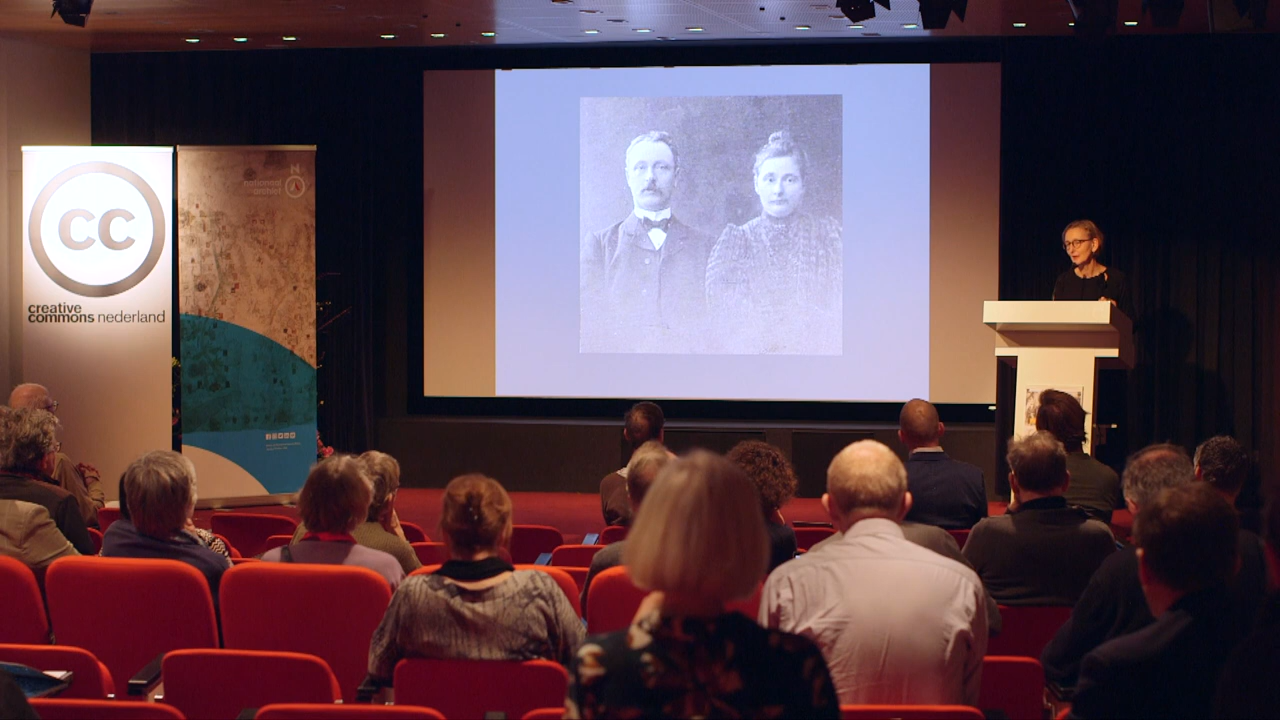 cc
creative
commons nederland
N
nationaal
archief